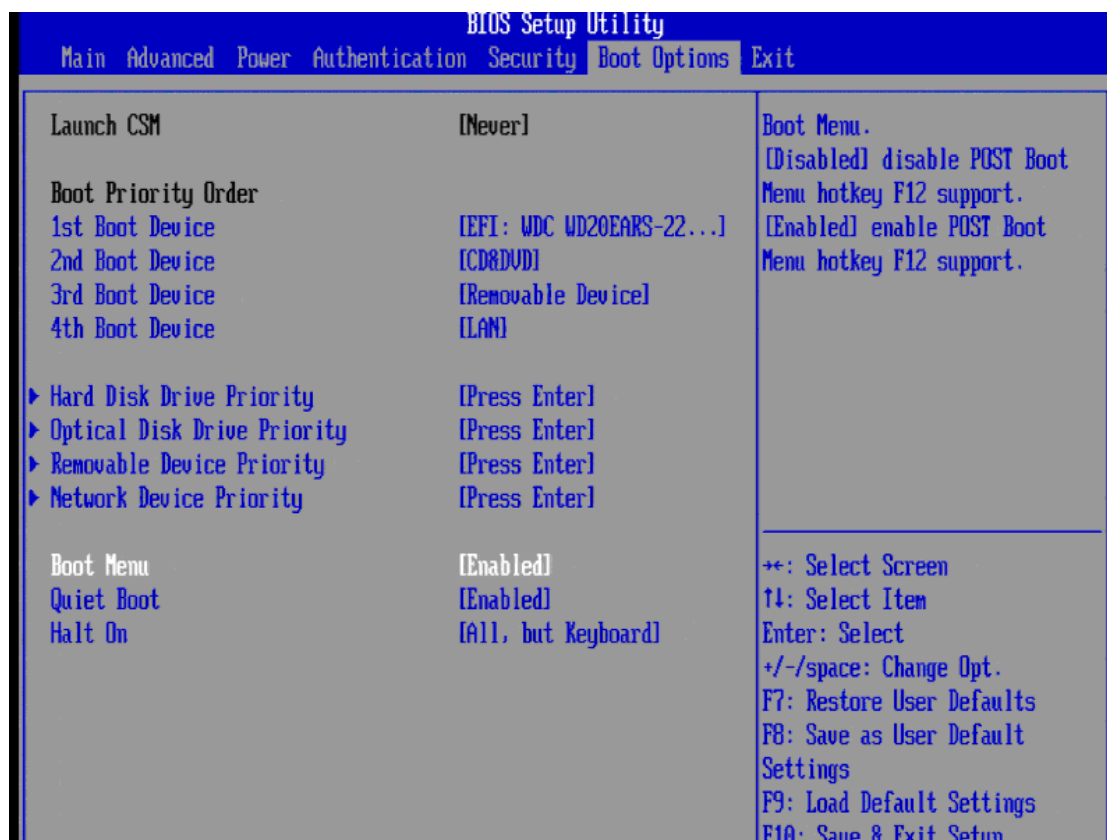 BIOS Setup Utility
Main Advanced Power Authentication Security Boot Options Exit
Launch CSM [Never]
Boot Priority Order
1st Boot Device [EFI: WDC WD20EARS-22...]
2nd Boot Device [CD&DVD]
3rd Boot Device [Removable Device]
4th Boot Device [LAN]
Hard Disk Drive Priority [Press Enter]
Optical Disk Drive Priority [Press Enter]
Removable Device Priority [Press Enter]
Network Device Priority [Press Enter]
Boot Menu [Enabled]
Quiet Boot [Enabled]
Halt On [All, but Keyboard]
Boot Menu.
[Disabled] disable POST Boot
Menu hotkey F12 support.
[Enabled] enable POST Boot
Menu hotkey F12 support.
→←: Select Screen
↑↓: Select Item
Enter: Select
+/-/space: Change Opt.
F7: Restore User Defaults
F8: Save as User Default
Settings
F9: Load Default Settings
F10: Save & Exit Setup